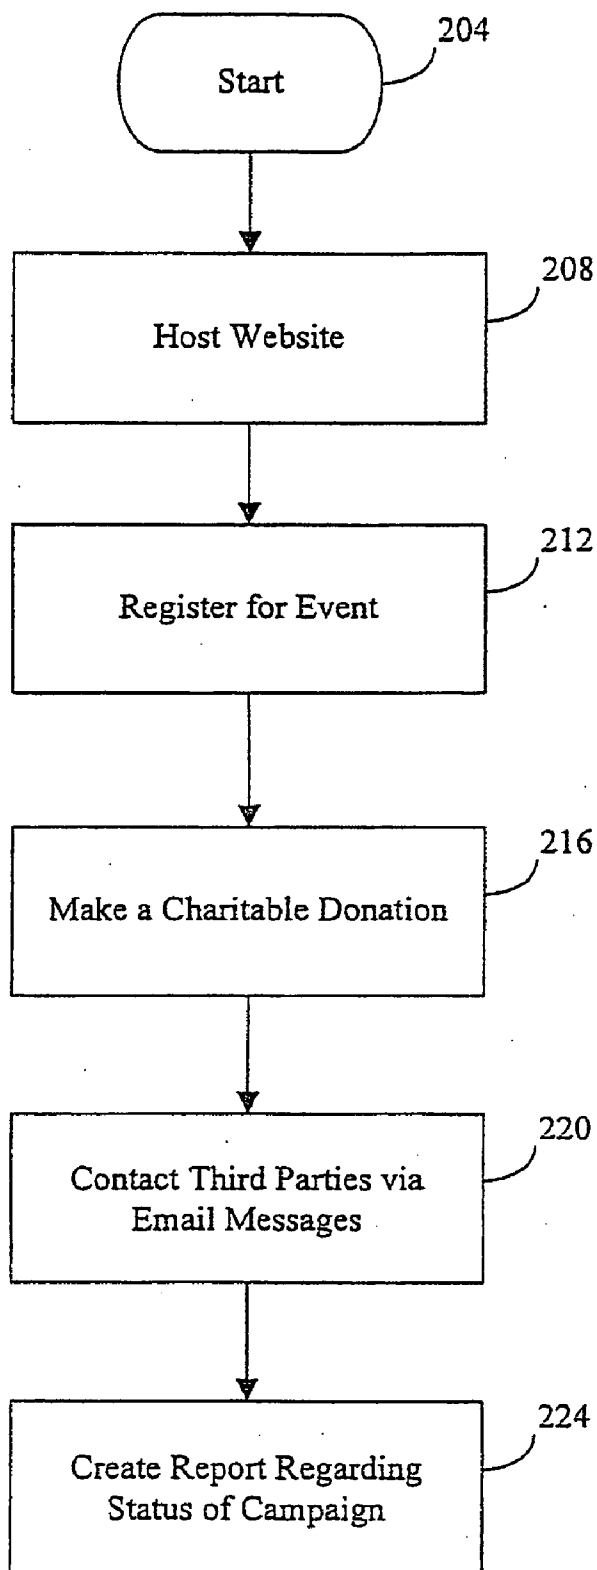 204
Start
208
Host Website
212
Register for Event
216
Make a Charitable Donation
220
Contact Third Parties via
Email Messages
224
Create Report Regarding
Status of Campaign